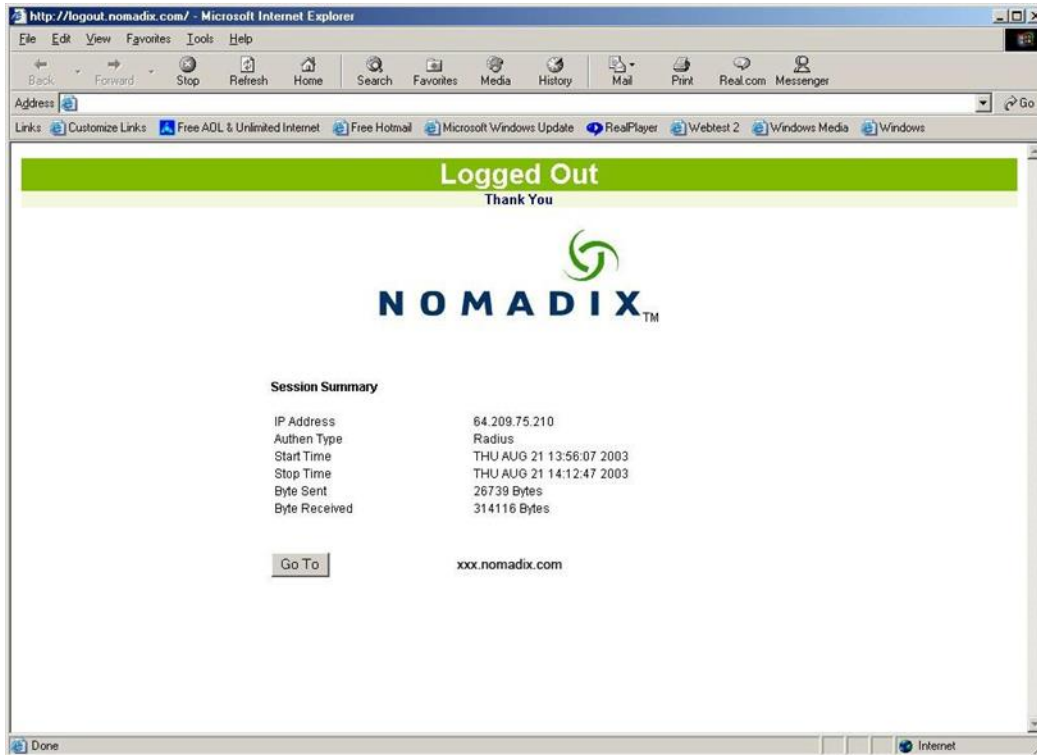 http://logout.nomadix.com/ - Microsoft Internet Explorer
File Edit View Favorites Tools Help
Back Forward Stop Refresh Home Search Favorites Media History Mail Print Real.com Messenger
Address Go
Links Customize Links Free AOL & Unlimited Internet Free Hotmail Microsoft Windows Update RealPlayer Webtest 2 Windows Media Windows
Logged Out
Thank You
NOMADIX TM
Session Summary
IP Address 64.209.75.210
Authen Type Radius
Start Time THU AUG 21 13:56:07 2003
Stop Time THU AUG 21 14:12:47 2003
Byte Sent 26739 Bytes
Byte Received 314116 Bytes
Go To xxx.nomadix.com
Done Internet